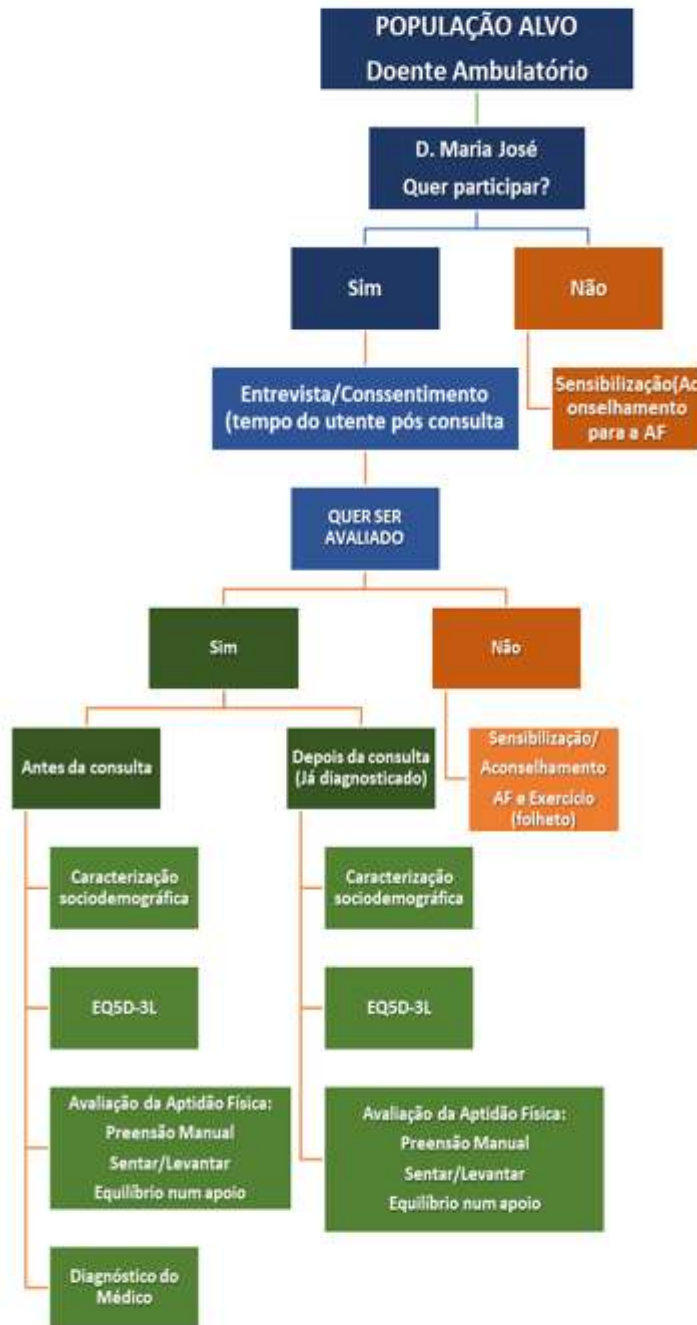 POPULAÇÃO ALVO
Doente Ambulatório
D. Maria José
Quer participar?
Sim
Não
Entrevista/Conssentimento
(tempo do utente pós consulta
Sensibilização(Ac
onselhamento
para a AF
QUER SER
AVALIADO
Sim
Não
Antes da consulta
Depois da consulta
(Já diagnosticado)
Sensibilização/
Aconselhamento
AF e Exercício
(folheto)
Caracterização
sociodemográfica
Caracterização
sociodemográfica
EQ5D-3L
EQ5D-3L
Avaliação da Aptidão Física:
Preensão Manual
Sentar/Levantar
Equilíbrio num apoio
Avaliação da Aptidão Física:
Preensão Manual
Sentar/Levantar
Equilíbrio num apoio
Diagnóstico do
Médico